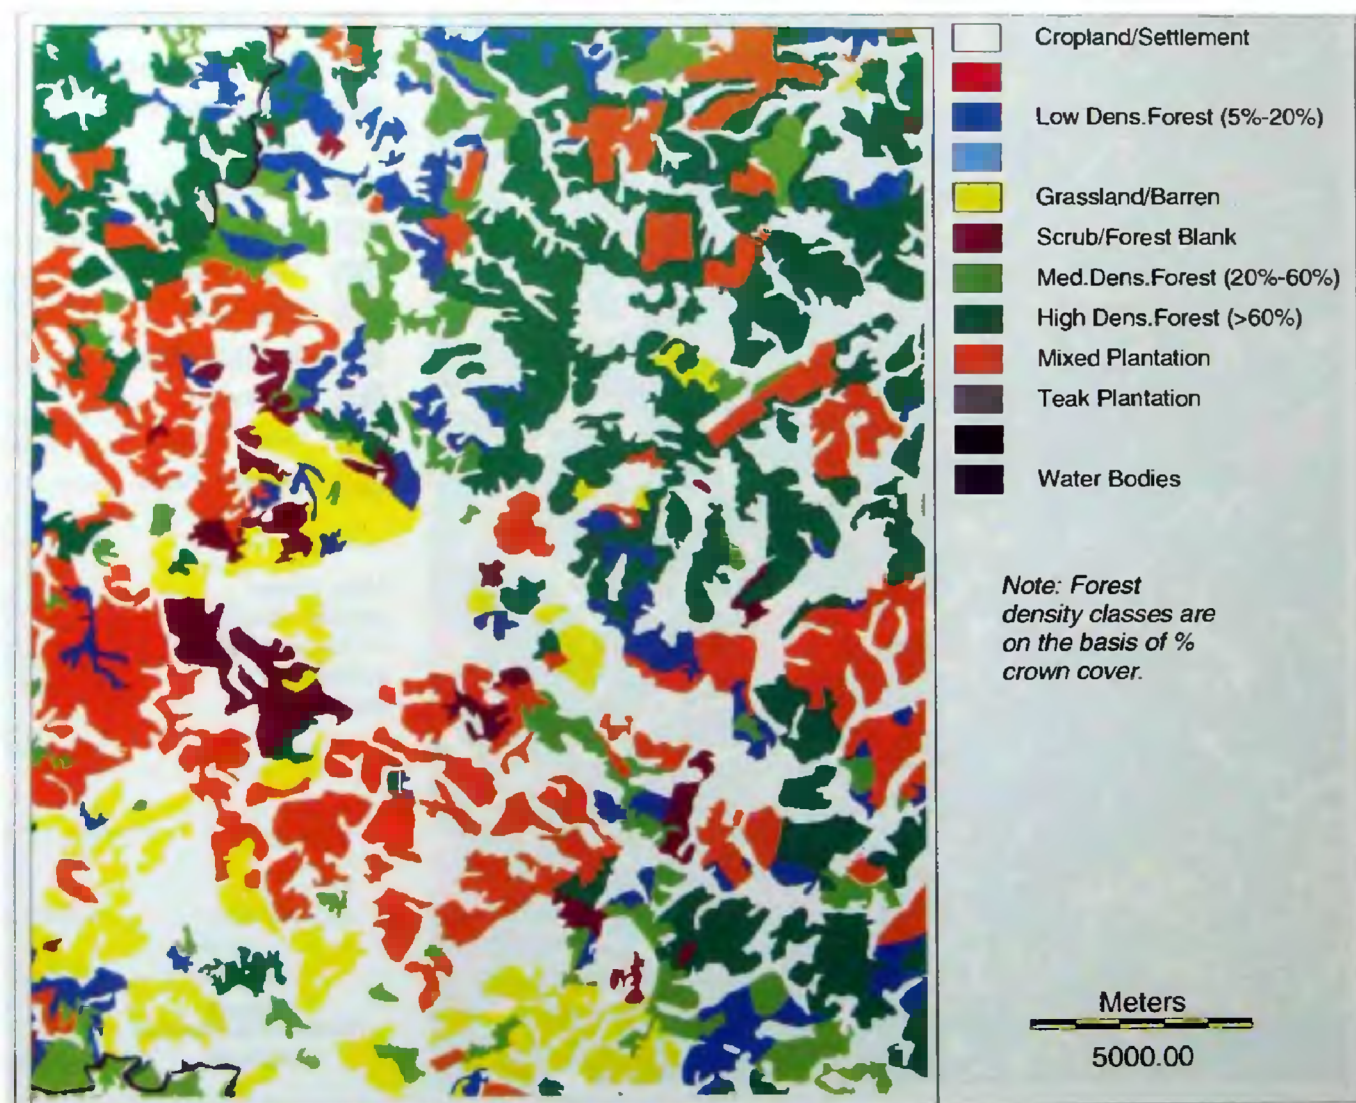 Cropland/Settlement
Low Dens.Forest (5%-20%)
Grassland/Barren
Scrub/Forest Blank
Med.Dens.Forest (20%-60%)
High Dens.Forest (>60%)
Mixed Plantation
Teak Plantation
Water Bodies
Note: Forest
density classes are
on the basis of %
crown cover.
Meters
5000.00